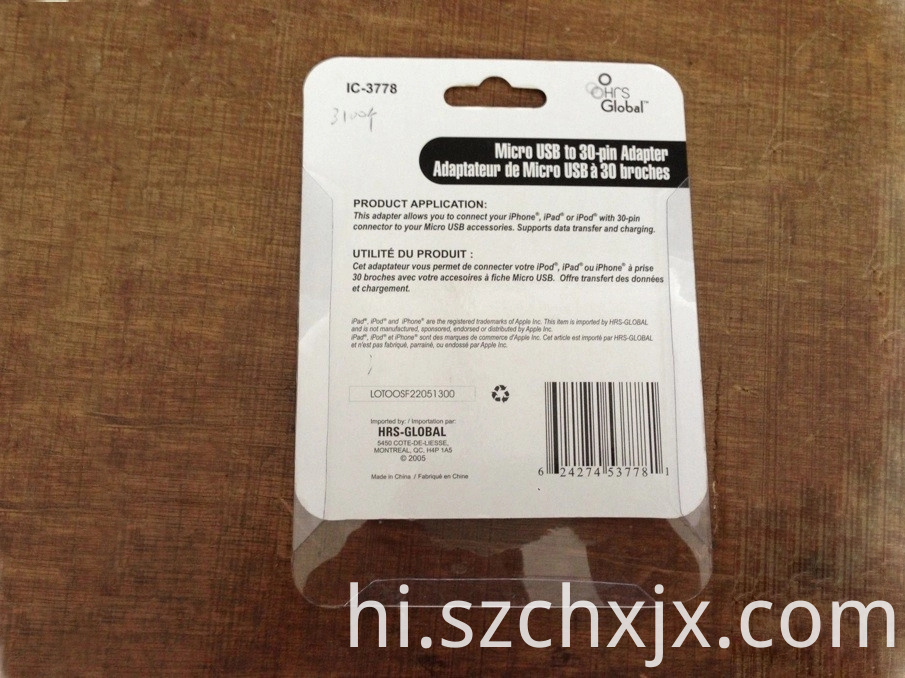 IC-3778
OHrS
Global™
Micro USB to 30-pin Adapter
Adaptateur de Micro USB à 30 broches
PRODUCT APPLICATION:
This adapter allows you to connect your iPhone®, iPad® or iPod® with 30-pin
connector to your Micro USB accessories. Supports data transfer and charging.
UTILITÉ DU PRODUIT :
Cet adaptateur vous permet de connecter votre iPod®, iPad® ou iPhone® à prise
30 broches avec votre accesoires à fiche Micro USB. Offre transfert des données
et chargement.
iPad®, iPod® and iPhone® are the registered trademarks of Apple Inc. This item is imported by HRS-GLOBAL
and is not manufactured, sponsored, endorsed or distributed by Apple Inc.
iPad®, iPod® et iPhone® sont des marques de commerce d'Apple Inc. Cet article est importé par HRS-GLOBAL
et n'est pas fabriqué, parrainé, ou endossé par Apple Inc.
LOTOOSF22051300
Imported by: / Importation par:
HRS-GLOBAL
5450 COTE-DE-LIESSE,
MONTREAL, QC, H4P 1A5
© 2005
Made in China / Fabriqué en Chine
6 24274 53778 1
hi.szchxjx.com